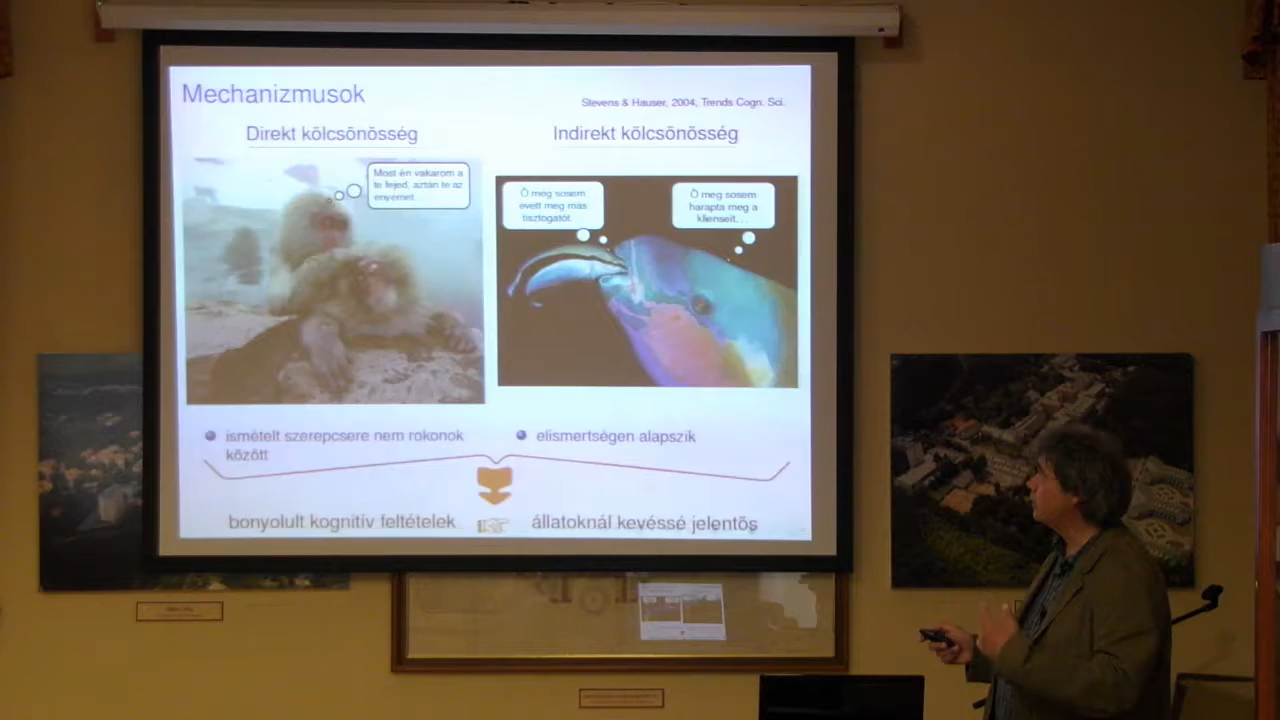 Mechanizmusok
Stevens & Hauser, 2004, Trends Cogn. Sci.
Direkt kölcsönösség
Indirekt kölcsönösség
Most én vakarom a
te fejed, aztán te az
enyémet
Ő még sosem
evett meg más
tisztogatót.
Ő még sosem
harapta meg a
klienseit...
ismételt szerepcsere nem rokonok
között
elismertségen alapszik
bonyolult kognitív feltételek
állatoknál kevéssé jelentős